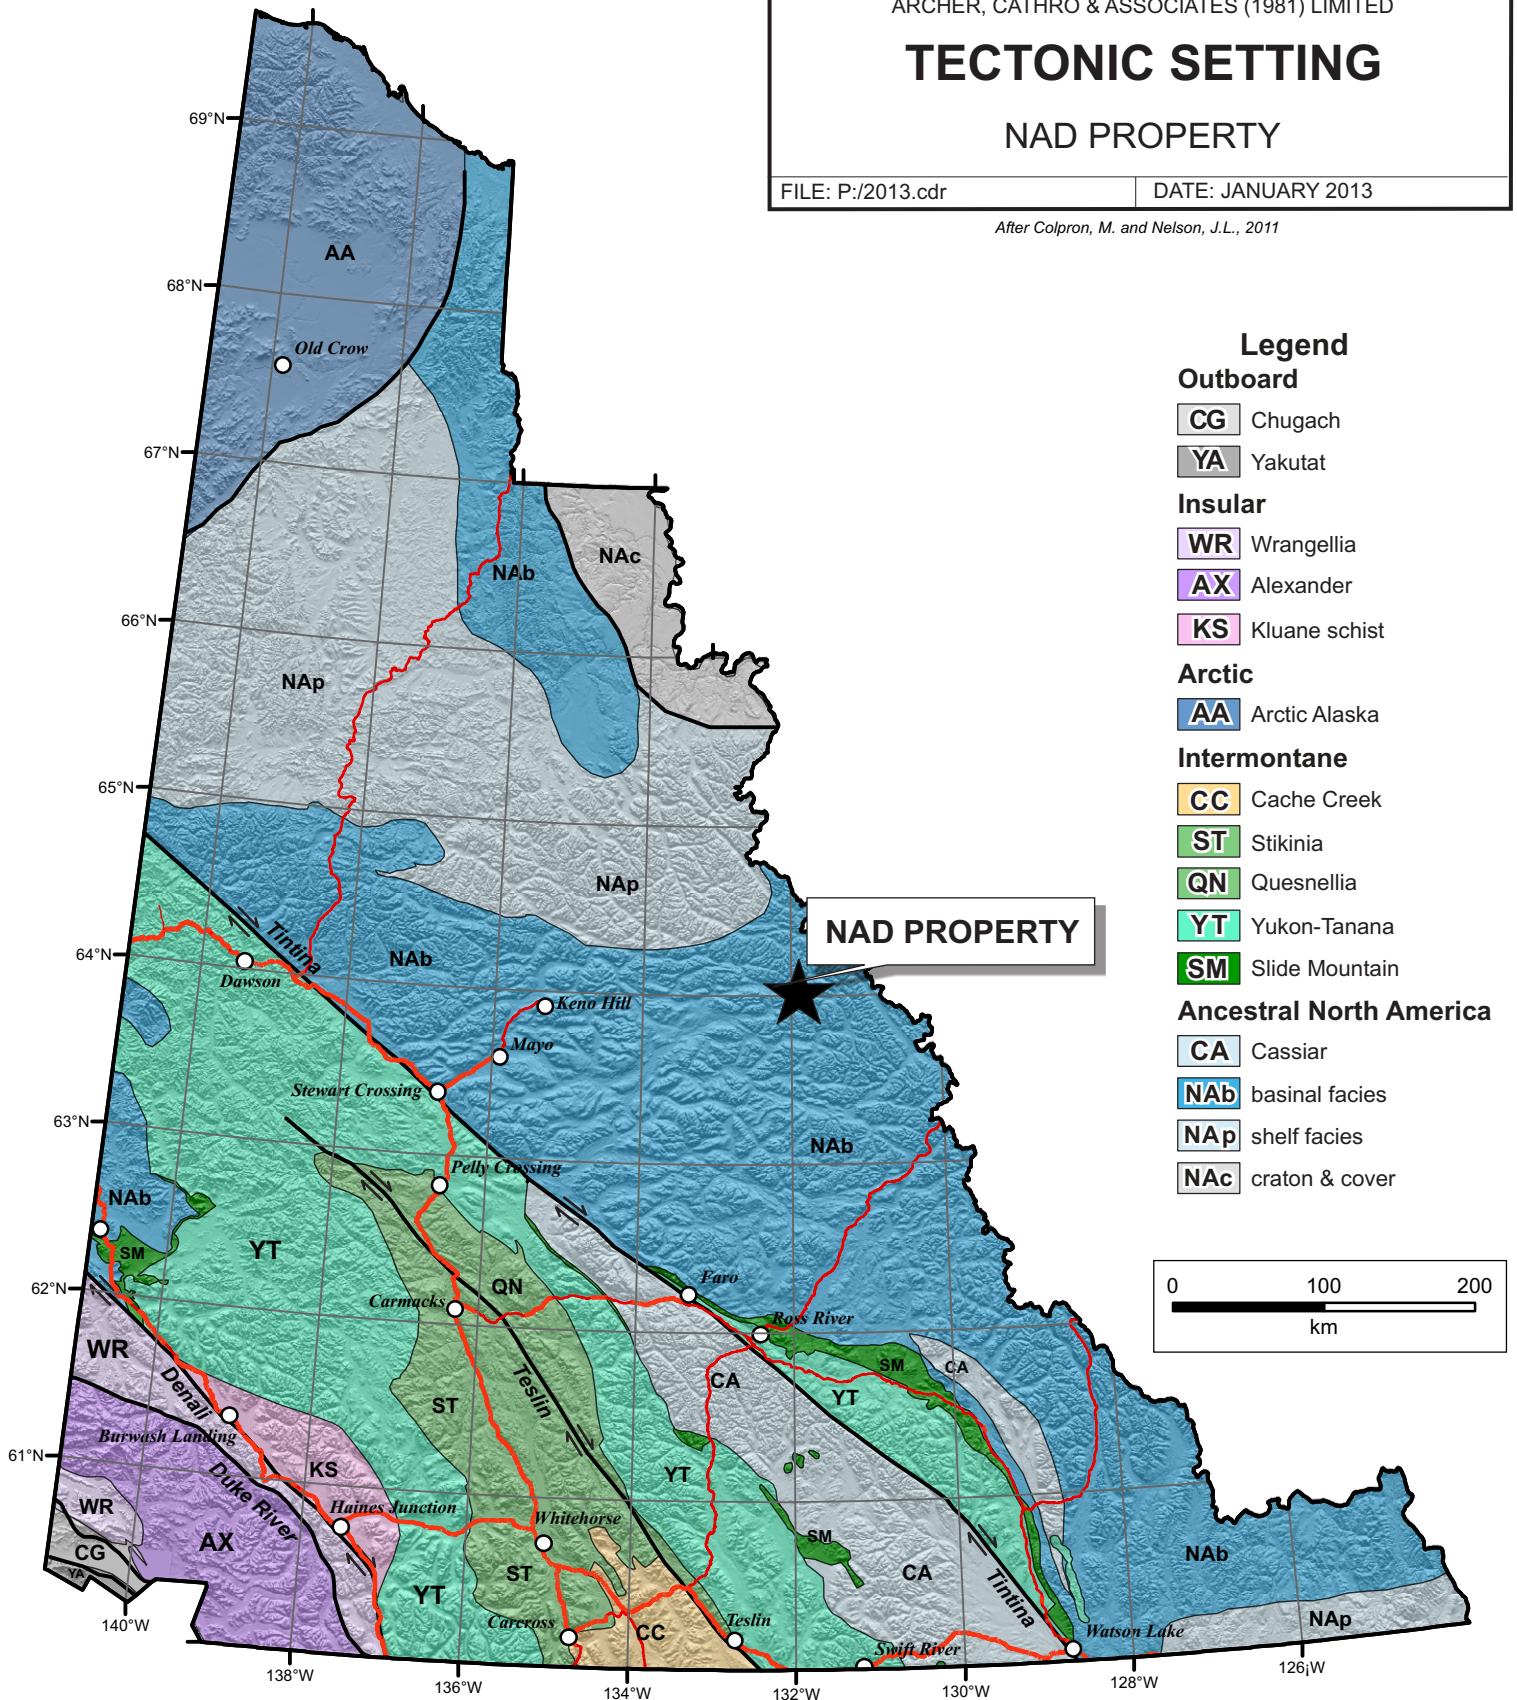 ARCHER, CATHRO & ASSOCIATES (1981) LIMITED
TECTONIC SETTING
NAD PROPERTY
FILE: P:/2013.cdr
DATE: JANUARY 2013
After Colpron, M. and Nelson, J.L., 2011
Legend
Outboard
CG Chugach
YA Yakutat
Insular
WR Wrangellia
AX Alexander
KS Kluane schist
Arctic
AA Arctic Alaska
Intermontane
CC Cache Creek
ST Stikinia
QN Quesnellia
YT Yukon-Tanana
SM Slide Mountain
Ancestral North America
CA Cassiar
NAb basinal facies
NAp shelf facies
NAc craton & cover
0 100 200
km
69°N
68°N
67°N
66°N
65°N
64°N
63°N
62°N
61°N
140°W
138°W
136°W
134°W
132°W
130°W
128°W
126°W
AA
Old Crow
NAc
NAb
NAp
NAp
NAD PROPERTY
NAb
Tintina
Dawson
Keno Hill
Mayo
Stewart Crossing
NAb
Pelly Crossing
NAb
SM
YT
QN
Faro
Carmacks
Ross River
WR
Denali
SM
CA
CA
YT
Teslin
ST
Burwash Landing
KS
Duke River
YT
WR
Haines Junction
Whitehorse
SM
AX
CG
YA
ST
CA
NAb
YT
Tintina
Carcross
CC
Teslin
Swift River
Watson Lake
NAp